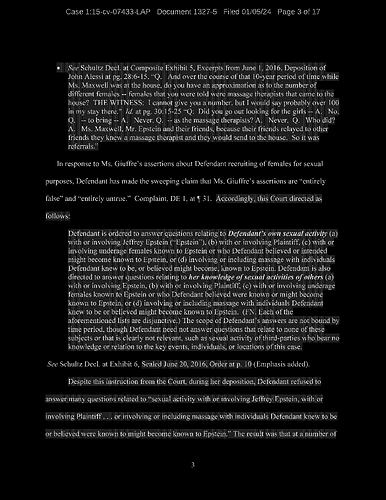 Case 1:15-cv-07433-LAP Document 1327-5 Filed 01/05/24 Page 3 of 17
• See Schultz Decl. at Composite Exhibit 5, Excerpts from June 1, 2016, Deposition of
John Alessi at pg. 28:6-15. “Q. And over the course of that 10-year period of time while
Ms. Maxwell was at the house, do you have an approximation as to the number of
different females -- females that you were told were massage therapists that came to the
house? THE WITNESS: I cannot give you a number, but I would say probably over 100
in my stay there.” Id. at pg. 30:15-25 “Q. Did you go out looking for the girls -- A. No.
Q. -- to bring -- A. Never. Q. -- as the massage therapists? A. Never. Q. Who did?
A. Ms. Maxwell, Mr. Epstein and their friends, because their friends relayed to other
friends they knew a massage therapist and they would send to the house. So it was
referrals.”
In response to Ms. Giuffre’s assertions about Defendant recruiting of females for sexual
purposes, Defendant has made the sweeping claim that Ms. Giuffre’s assertions are “entirely
false” and “entirely untrue.” Complaint, DE 1, at ¶ 31. Accordingly, this Court directed as
follows:
Defendant is ordered to answer questions relating to Defendant’s own sexual activity (a)
with or involving Jeffrey Epstein (“Epstein”), (b) with or involving Plaintiff, (c) with or
involving underage females known to Epstein or who Defendant believed or intended
might become known to Epstein, or (d) involving or including massage with individuals
Defendant knew to be, or believed might become, known to Epstein. Defendant is also
directed to answer questions relating to her knowledge of sexual activities of others (a)
with or involving Epstein, (b) with or involving Plaintiff, (c) with or involving underage
females known to Epstein or who Defendant believed were known or might become
known to Epstein, or (d) involving or including massage with individuals Defendant
knew to be or believed might become known to Epstein. (FN. Each of the
aforementioned lists are disjunctive.) The scope of Defendant’s answers are not bound by
time period, though Defendant need not answer questions that relate to none of these
subjects or that is clearly not relevant, such as sexual activity of third-parties who bear no
knowledge or relation to the key events, individuals, or locations of this case.
See Schultz Decl. at Exhibit 6, Sealed June 20, 2016, Order at p. 10 (Emphasis added).
Despite this instruction from the Court, during her deposition, Defendant refused to
answer many questions related to “sexual activity with or involving Jeffrey Epstein, with or
involving Plaintiff . . . or involving or including massage with individuals Defendant knew to be
or believed were known to might become known to Epstein.” The result was that at a number of
3